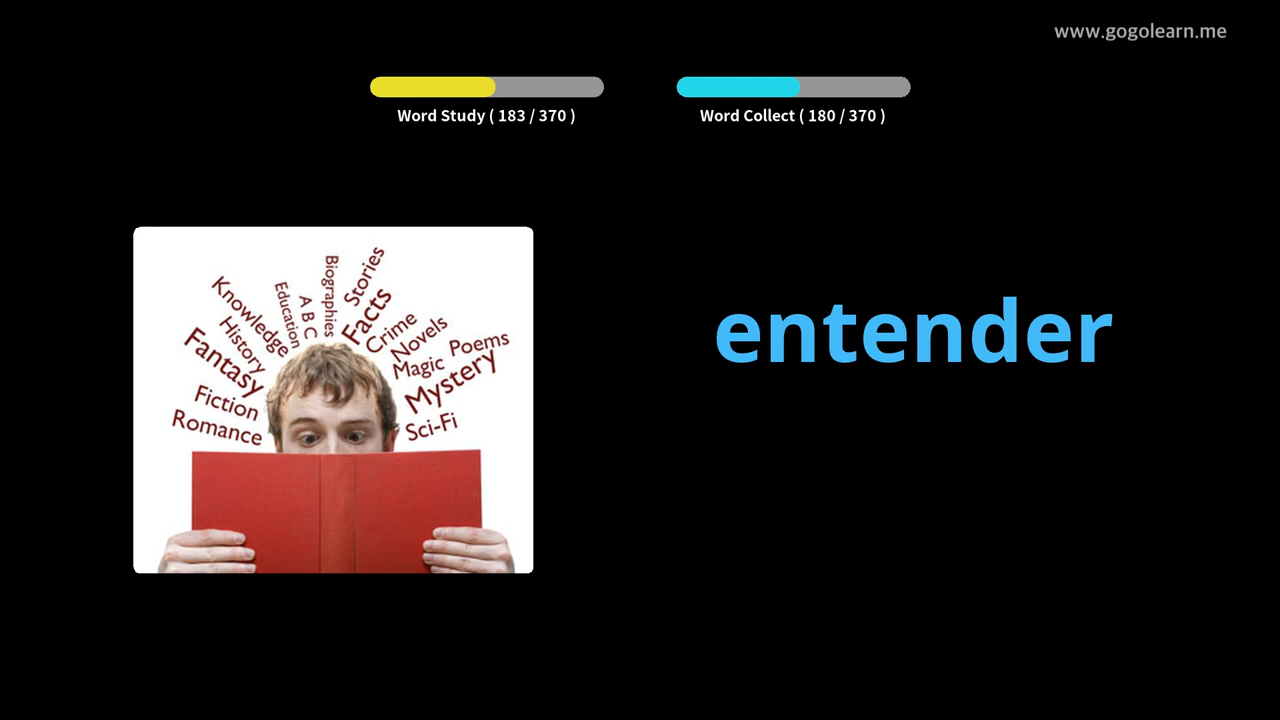 www.gogolearn.me
Word Study ( 183 / 370 )
Word Collect ( 180 / 370 )
entender
Biographies
Stories
Education
A B C
Facts
Knowledge
History
Crime
Novels
Fantasy
Magic
Poems
Mystery
Fiction
Romance
Sci-Fi